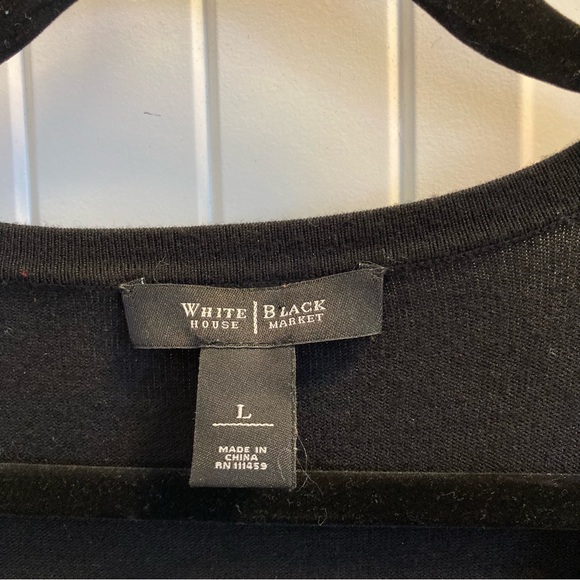 WHITE | BLACK
HOUSE | MARKET
L
MADE IN
CHINA
RN 111459